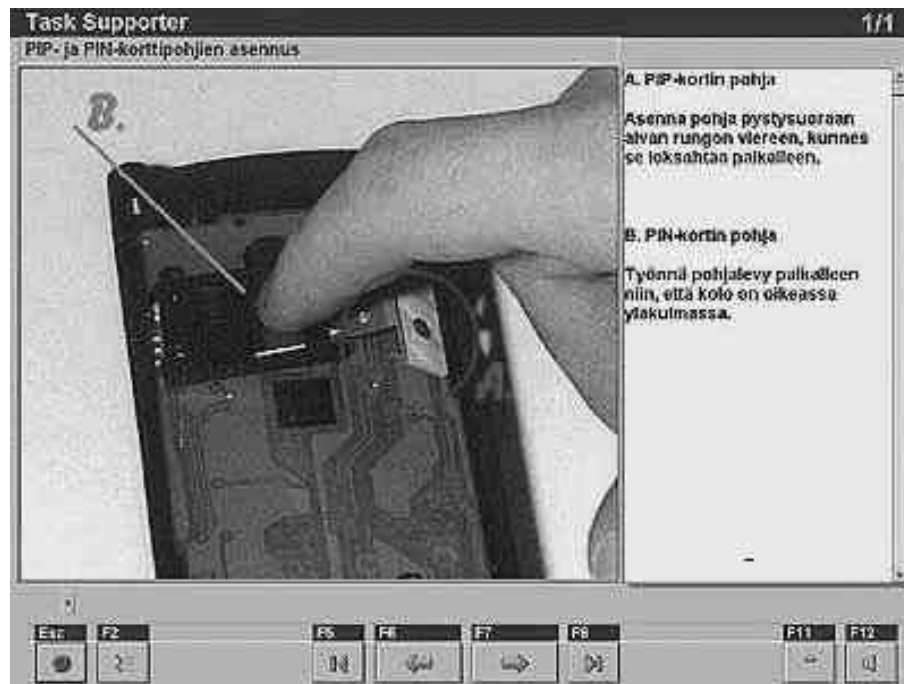 Task Supporter
1/1
PIP- ja PIN-korttipohjien asennus
B.
A. PIP-kortin pohja
Asenna pohja pystysuoraan
aivan rungon viereen, kunnes
se loksahtaa paikalleen.
B. PIN-kortin pohja
Työnnä pohjalevy paikalleen
niin, että kolo on oikeassa
yläkulmassa.
Esc F2 F5 F6 F7 F8 F11 F12